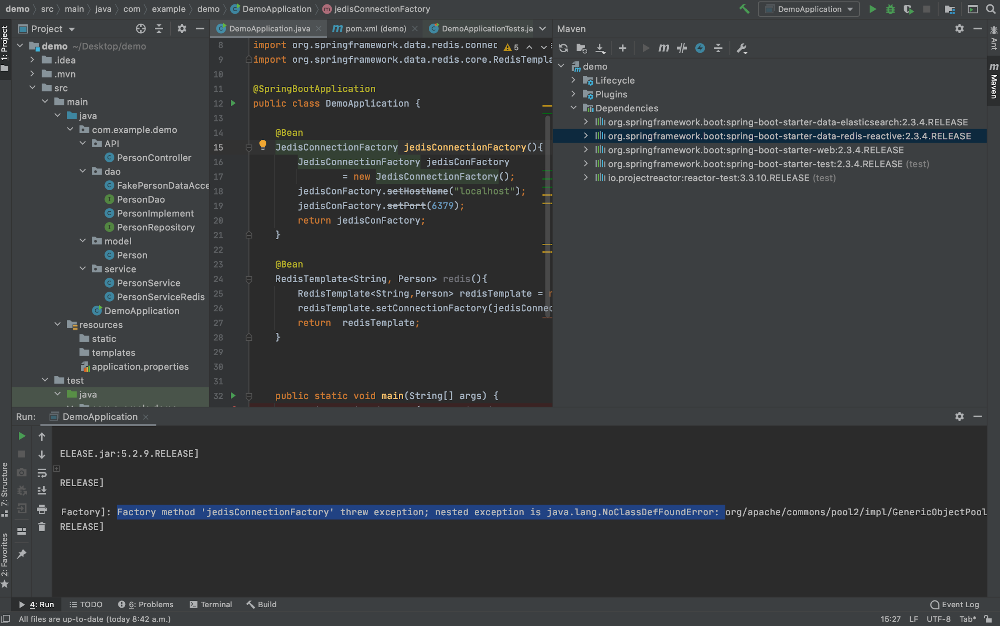 demo src main java com example demo DemoApplication jedisConnectionFactory
DemoApplication
1: Project
Project
demo ~/Desktop/demo
.idea
.mvn
src
main
java
com.example.demo
API
PersonController
dao
FakePersonDataAcce
PersonDao
PersonImplement
PersonRepository
model
Person
service
PersonService
PersonServiceRedis
DemoApplication
resources
static
templates
application.properties
test
java
DemoApplication.java
pom.xml (demo)
DemoApplicationTests.ja
5
8 import org.springframework.data.redis.connec
9 import org.springframework.data.redis.core.RedisTempla
10
11 @SpringBootApplication
12 public class DemoApplication {
13
14 @Bean
15 JedisConnectionFactory jedisConnectionFactory(){
16 JedisConnectionFactory jedisConFactory
17 = new JedisConnectionFactory();
18 jedisConFactory.setHostName("localhost");
19 jedisConFactory.setPort(6379);
20 return jedisConFactory;
21 }
22
23 @Bean
24 RedisTemplate<String, Person> redis(){
25 RedisTemplate<String,Person> redisTemplate = n
26 redisTemplate.setConnectionFactory(jedisConnec
27 return redisTemplate;
28 }
29
30
31
32 public static void main(String[] args) {
Maven
demo
Lifecycle
Plugins
Dependencies
org.springframework.boot:spring-boot-starter-data-elasticsearch:2.3.4.RELEASE
org.springframework.boot:spring-boot-starter-data-redis-reactive:2.3.4.RELEASE
org.springframework.boot:spring-boot-starter-web:2.3.4.RELEASE
org.springframework.boot:spring-boot-starter-test:2.3.4.RELEASE (test)
io.projectreactor:reactor-test:3.3.10.RELEASE (test)
Ant
m Maven
Run: DemoApplication
ELEASE.jar:5.2.9.RELEASE]
RELEASE]
Factory]: Factory method 'jedisConnectionFactory' threw exception; nested exception is java.lang.NoClassDefFoundError: org/apache/commons/pool2/impl/GenericObjectPool
RELEASE]
Z: Structure
2: Favorites
4: Run
TODO
6: Problems
Terminal
Build
Event Log
All files are up-to-date (today 8:42 a.m.)
15:27 LF UTF-8 Tab*